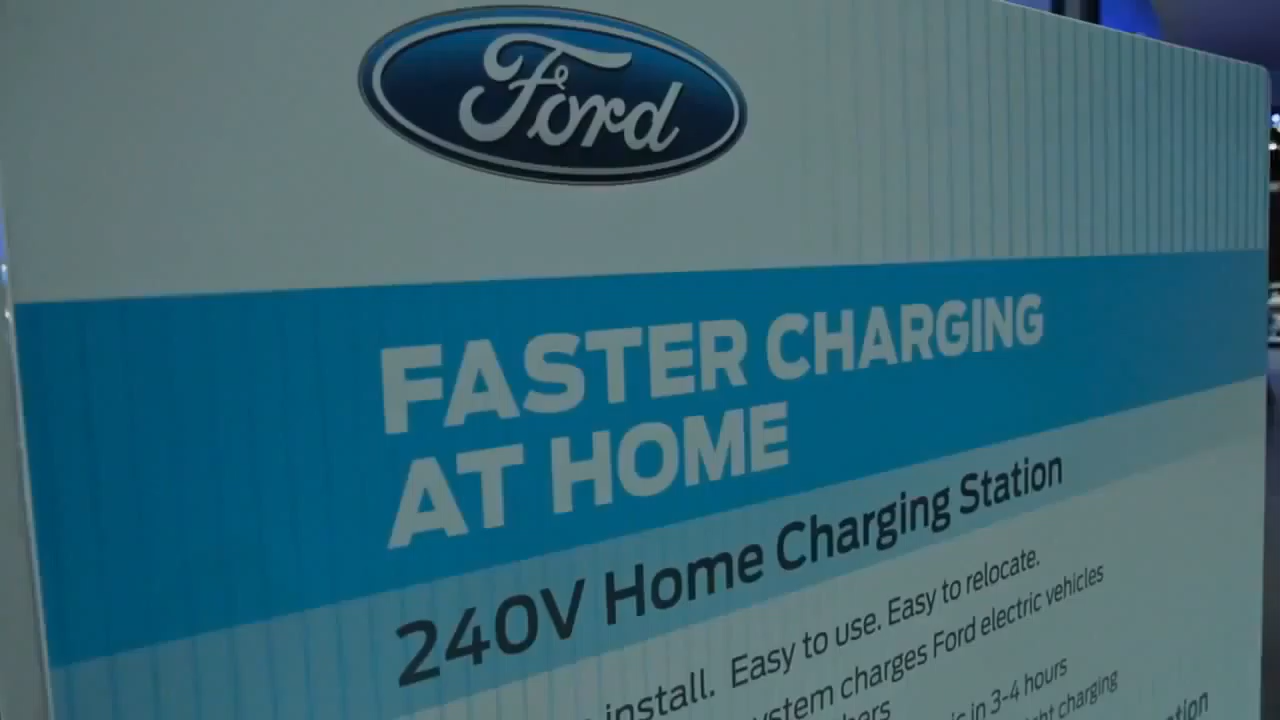 Ford
FASTER CHARGING
AT HOME
240V Home Charging Station
install. Easy to use. Easy to relocate.
charges Ford electric vehicles
in 3-4 hours
charging